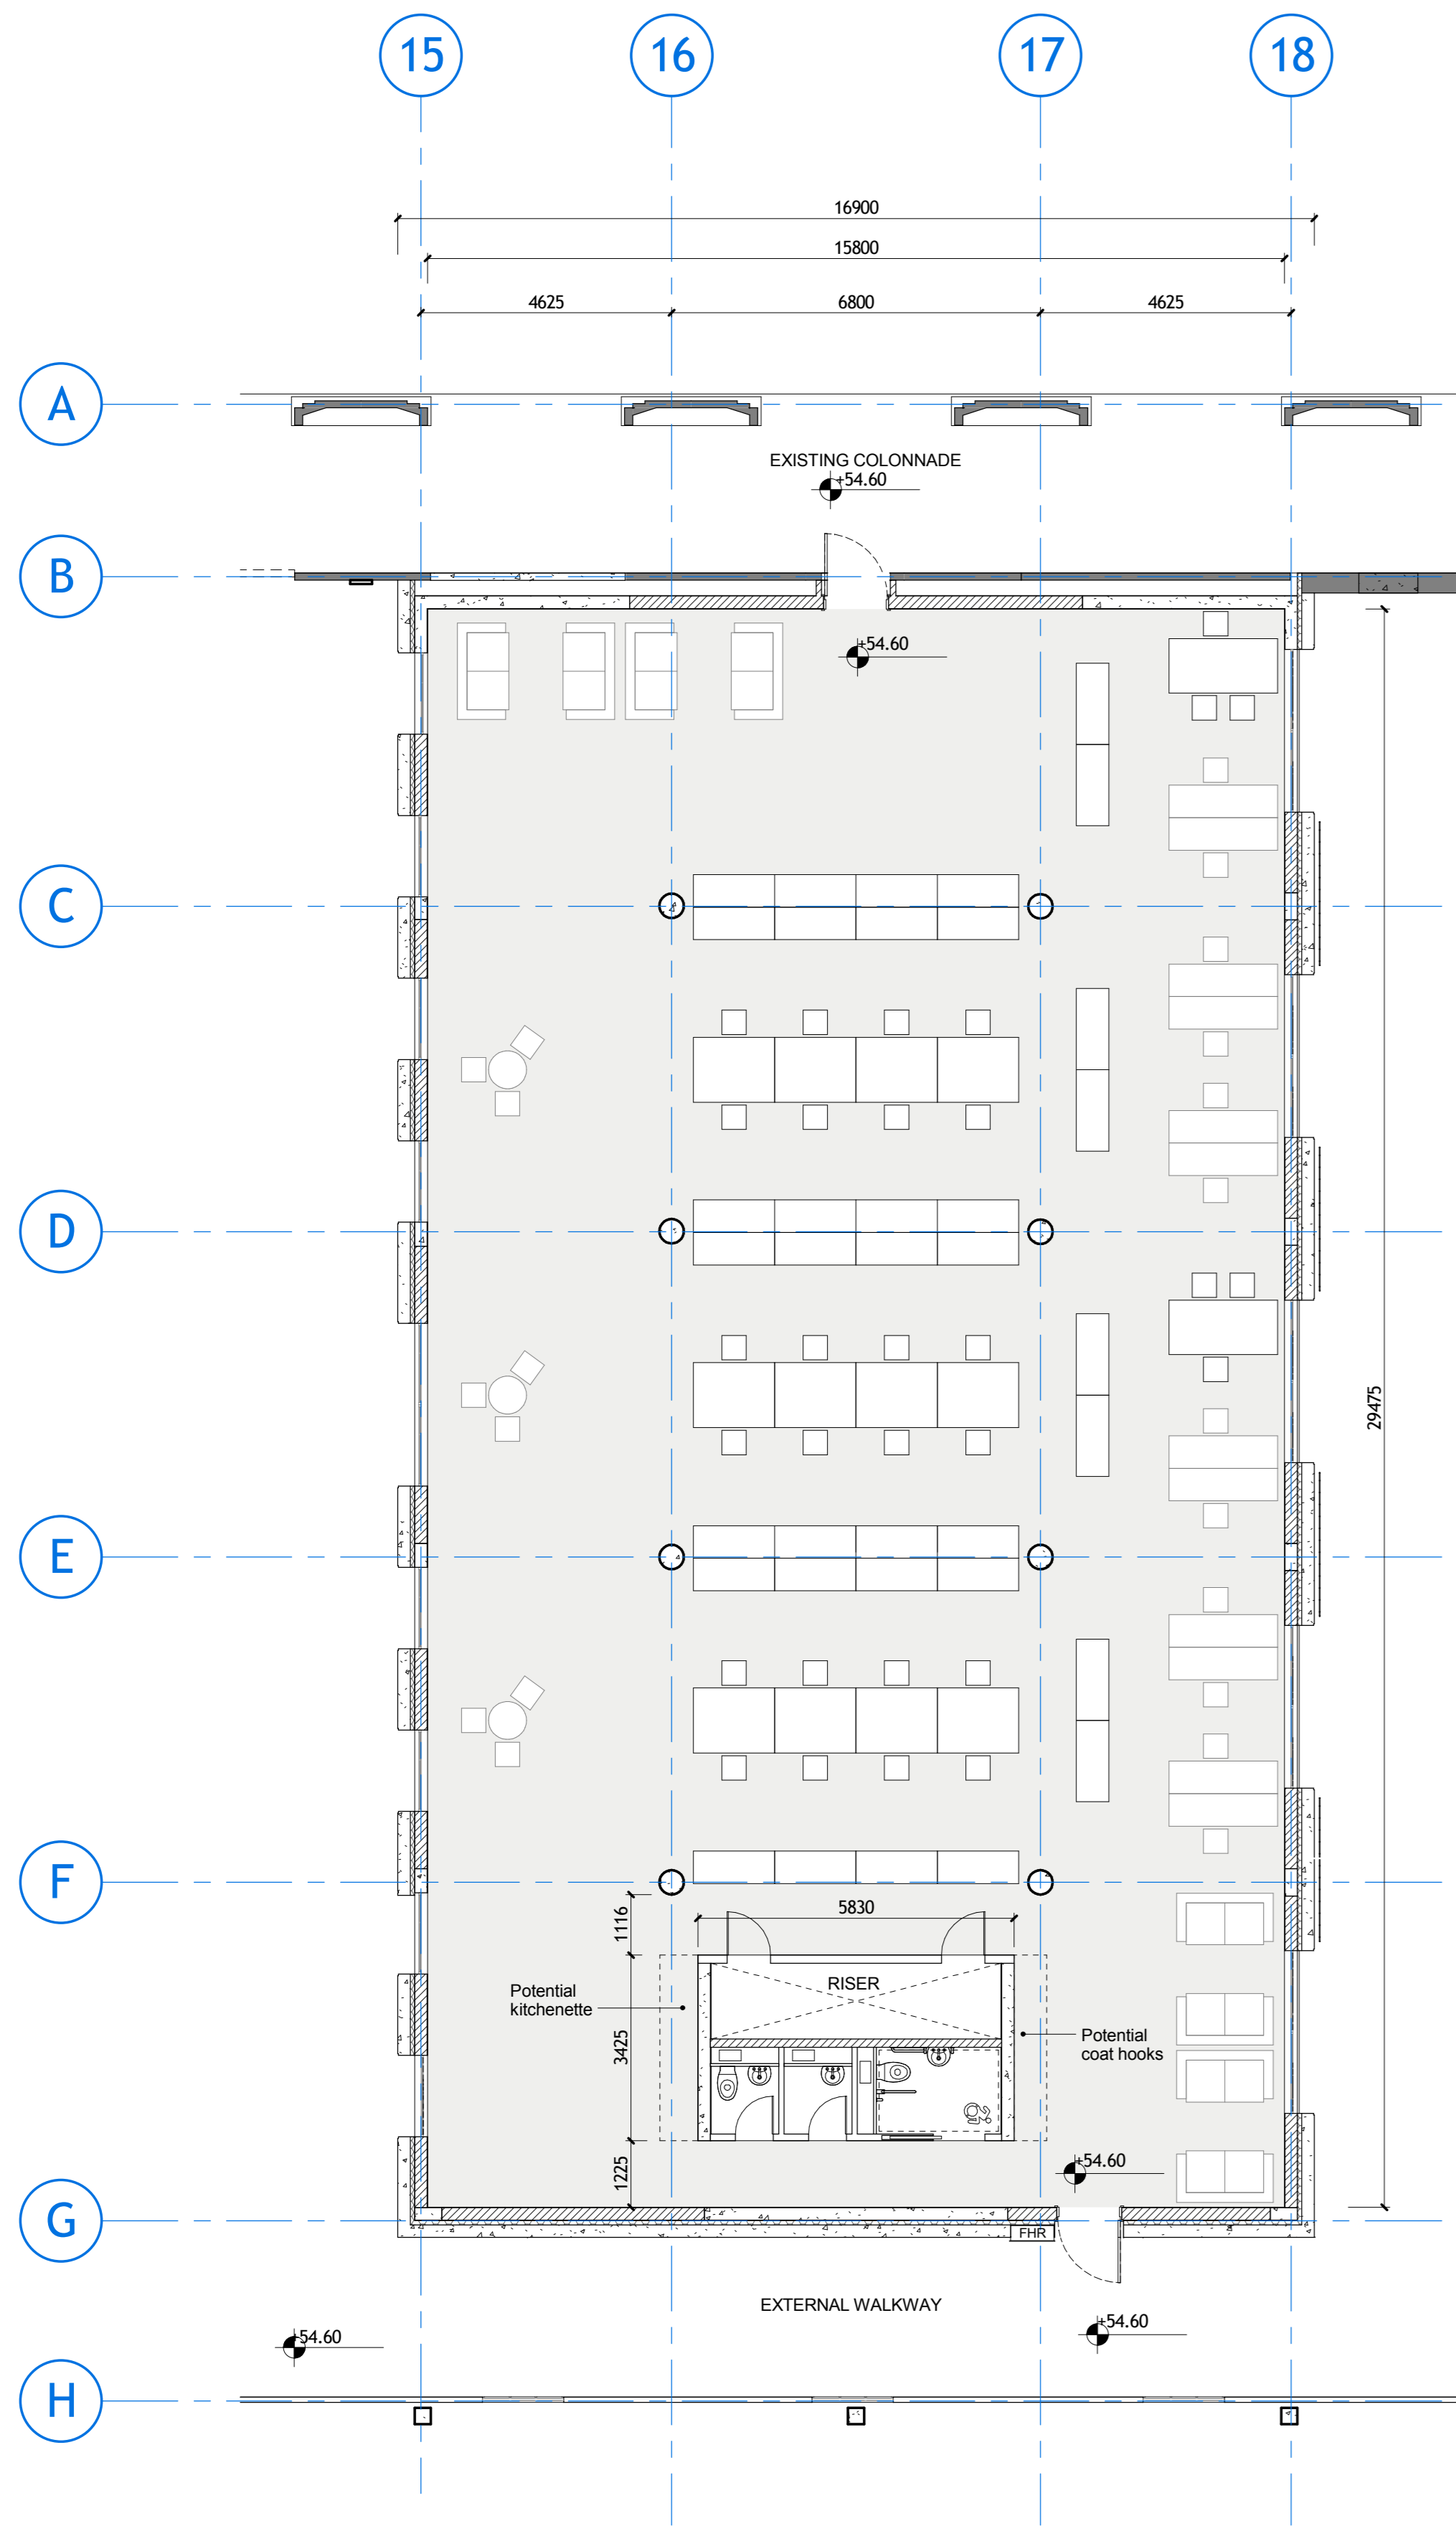 15
16
17
18
16900
15800
4625
6800
4625
A
EXISTING COLONNADE
+54.60
B
+54.60
C
D
29475
E
F
1116
5830
RISER
Potential
kitchenette
3425
Potential
coat hooks
1225
+54.60
G
FHR
EXTERNAL WALKWAY
+54.60
+54.60
H